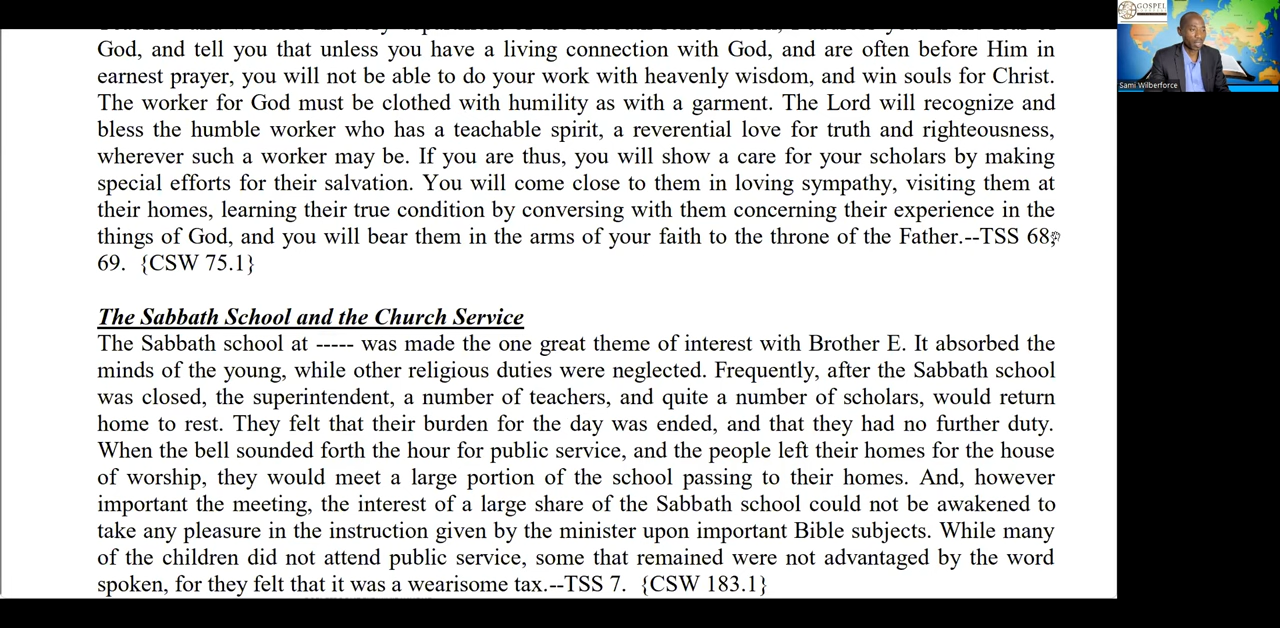 God, and tell you that unless you have a living connection with God, and are often before Him in
earnest prayer, you will not be able to do your work with heavenly wisdom, and win souls for Christ.
The worker for God must be clothed with humility as with a garment. The Lord will recognize and
bless the humble worker who has a teachable spirit, a reverential love for truth and righteousness,
wherever such a worker may be. If you are thus, you will show a care for your scholars by making
special efforts for their salvation. You will come close to them in loving sympathy, visiting them at
their homes, learning their true condition by conversing with them concerning their experience in the
things of God, and you will bear them in the arms of your faith to the throne of the Father.--TSS 68,
69. {CSW 75.1}
The Sabbath School and the Church Service
The Sabbath school at ----- was made the one great theme of interest with Brother E. It absorbed the
minds of the young, while other religious duties were neglected. Frequently, after the Sabbath school
was closed, the superintendent, a number of teachers, and quite a number of scholars, would return
home to rest. They felt that their burden for the day was ended, and that they had no further duty.
When the bell sounded forth the hour for public service, and the people left their homes for the house
of worship, they would meet a large portion of the school passing to their homes. And, however
important the meeting, the interest of a large share of the Sabbath school could not be awakened to
take any pleasure in the instruction given by the minister upon important Bible subjects. While many
of the children did not attend public service, some that remained were not advantaged by the word
spoken, for they felt that it was a wearisome tax.--TSS 7. {CSW 183.1}
GOSPEL
Sami Wilberforce